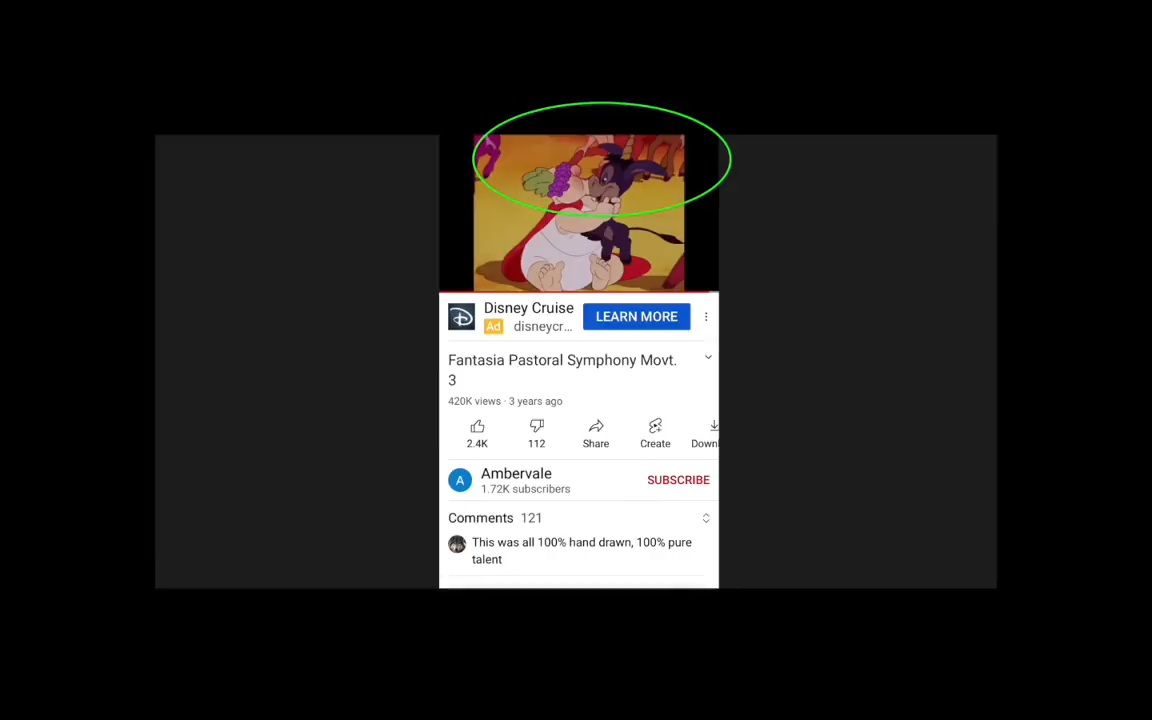 Disney Cruise
LEARN MORE
Ad disneycr...
Fantasia Pastoral Symphony Movt.
3
420K views · 3 years ago
2.4K
112
Share
Create
Downl
A
Ambervale
1.72K subscribers
SUBSCRIBE
Comments 121
This was all 100% hand drawn, 100% pure
talent